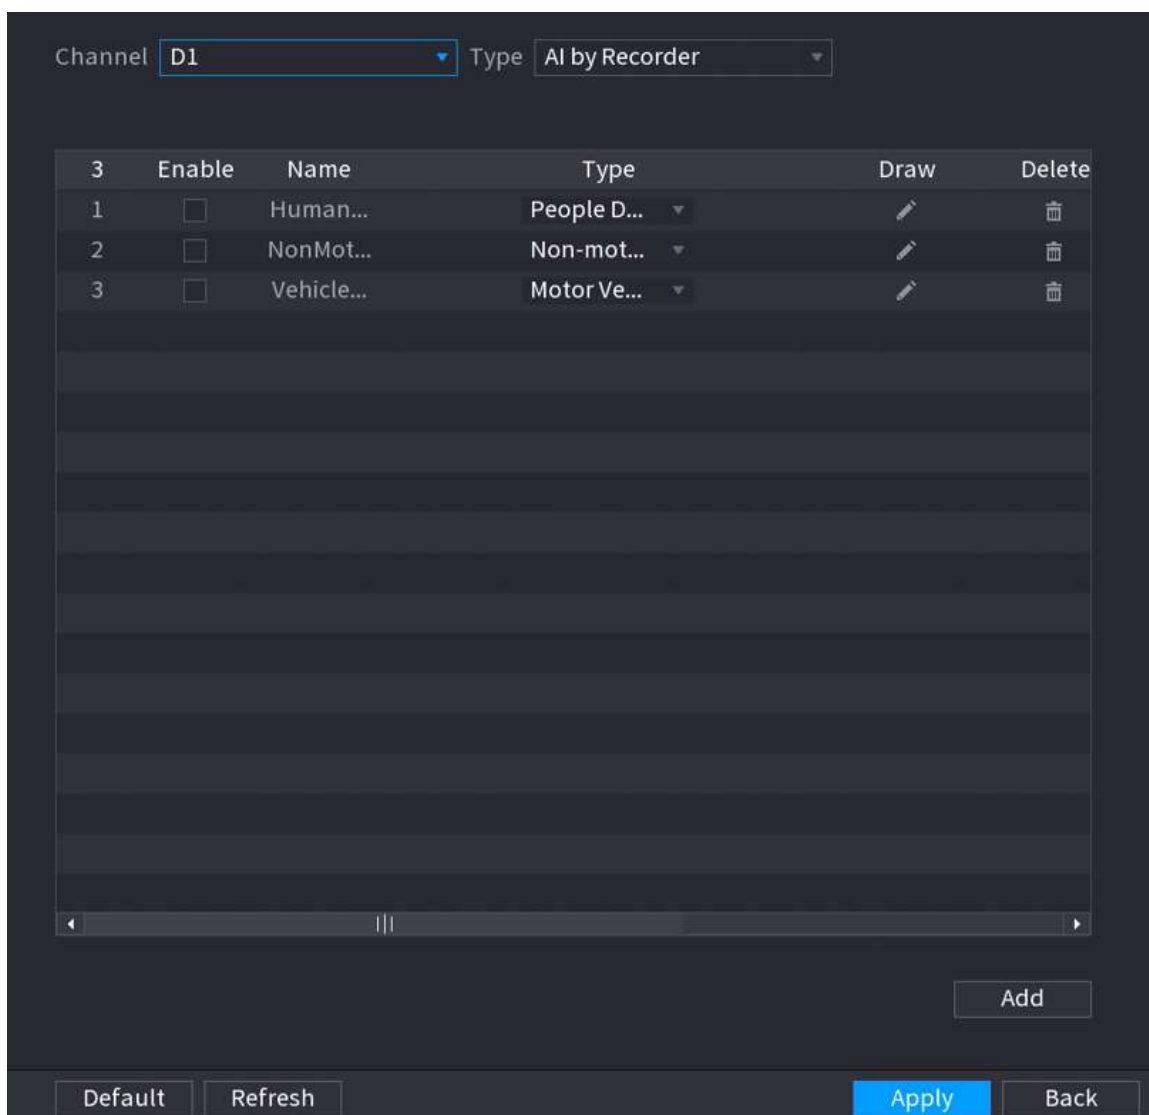 Channel D1 Type AI by Recorder
3 Enable Name Type Draw Delete
1 Human... People D...
2 NonMot... Non-mot...
3 Vehicle... Motor Ve...
Add
Default Refresh Apply Back